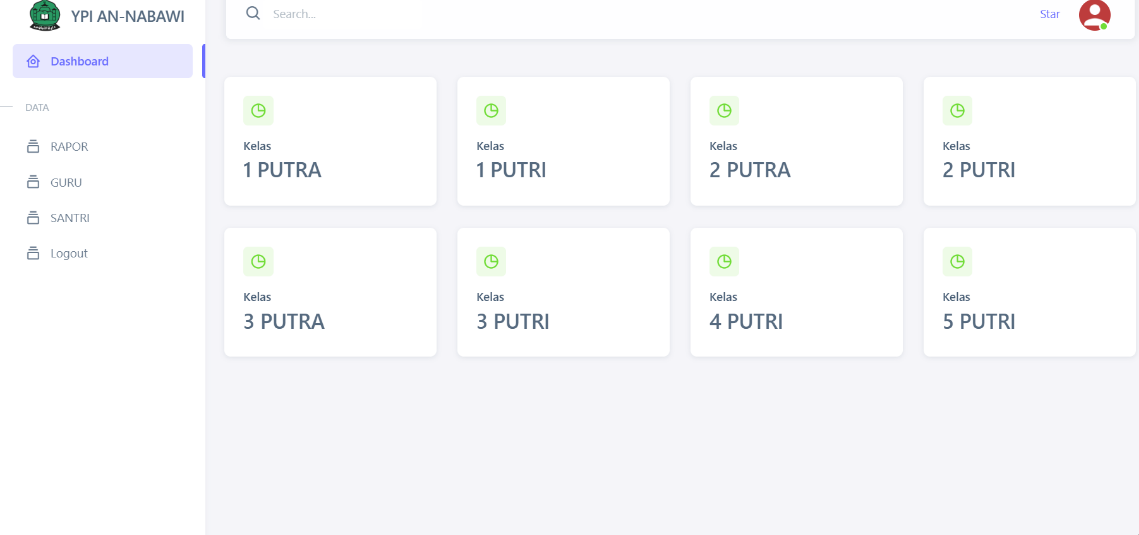 YPI AN-NABAWI
Search...
Star
Dashboard
DATA
RAPOR
GURU
SANTRI
Logout
Kelas
1 PUTRA
Kelas
1 PUTRI
Kelas
2 PUTRA
Kelas
2 PUTRI
Kelas
3 PUTRA
Kelas
3 PUTRI
Kelas
4 PUTRI
Kelas
5 PUTRI